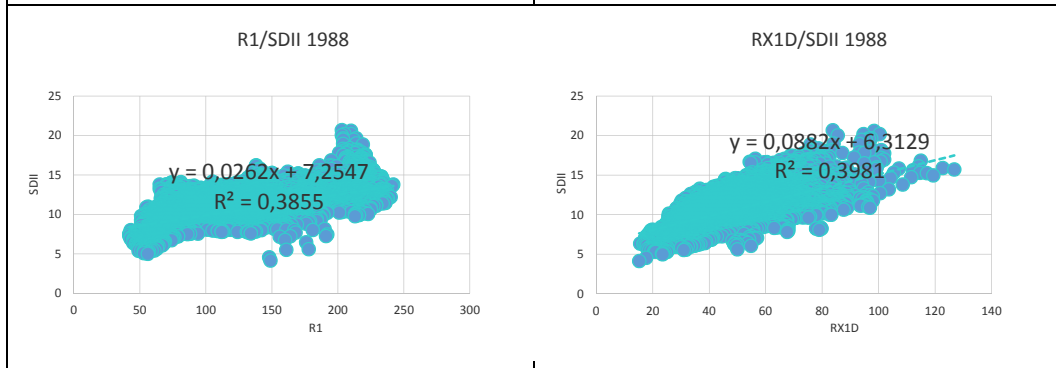 R1/SDII 1988
25
20
15
10
5
0
SDII
y = 0,0262x + 7,2547
R² = 0,3855
0 50 100 150 200 250 300
R1
RX1D/SDII 1988
25
20
15
10
5
0
SDII
y = 0,0882x + 6,3129
R² = 0,3981
0 20 40 60 80 100 120 140
RX1D